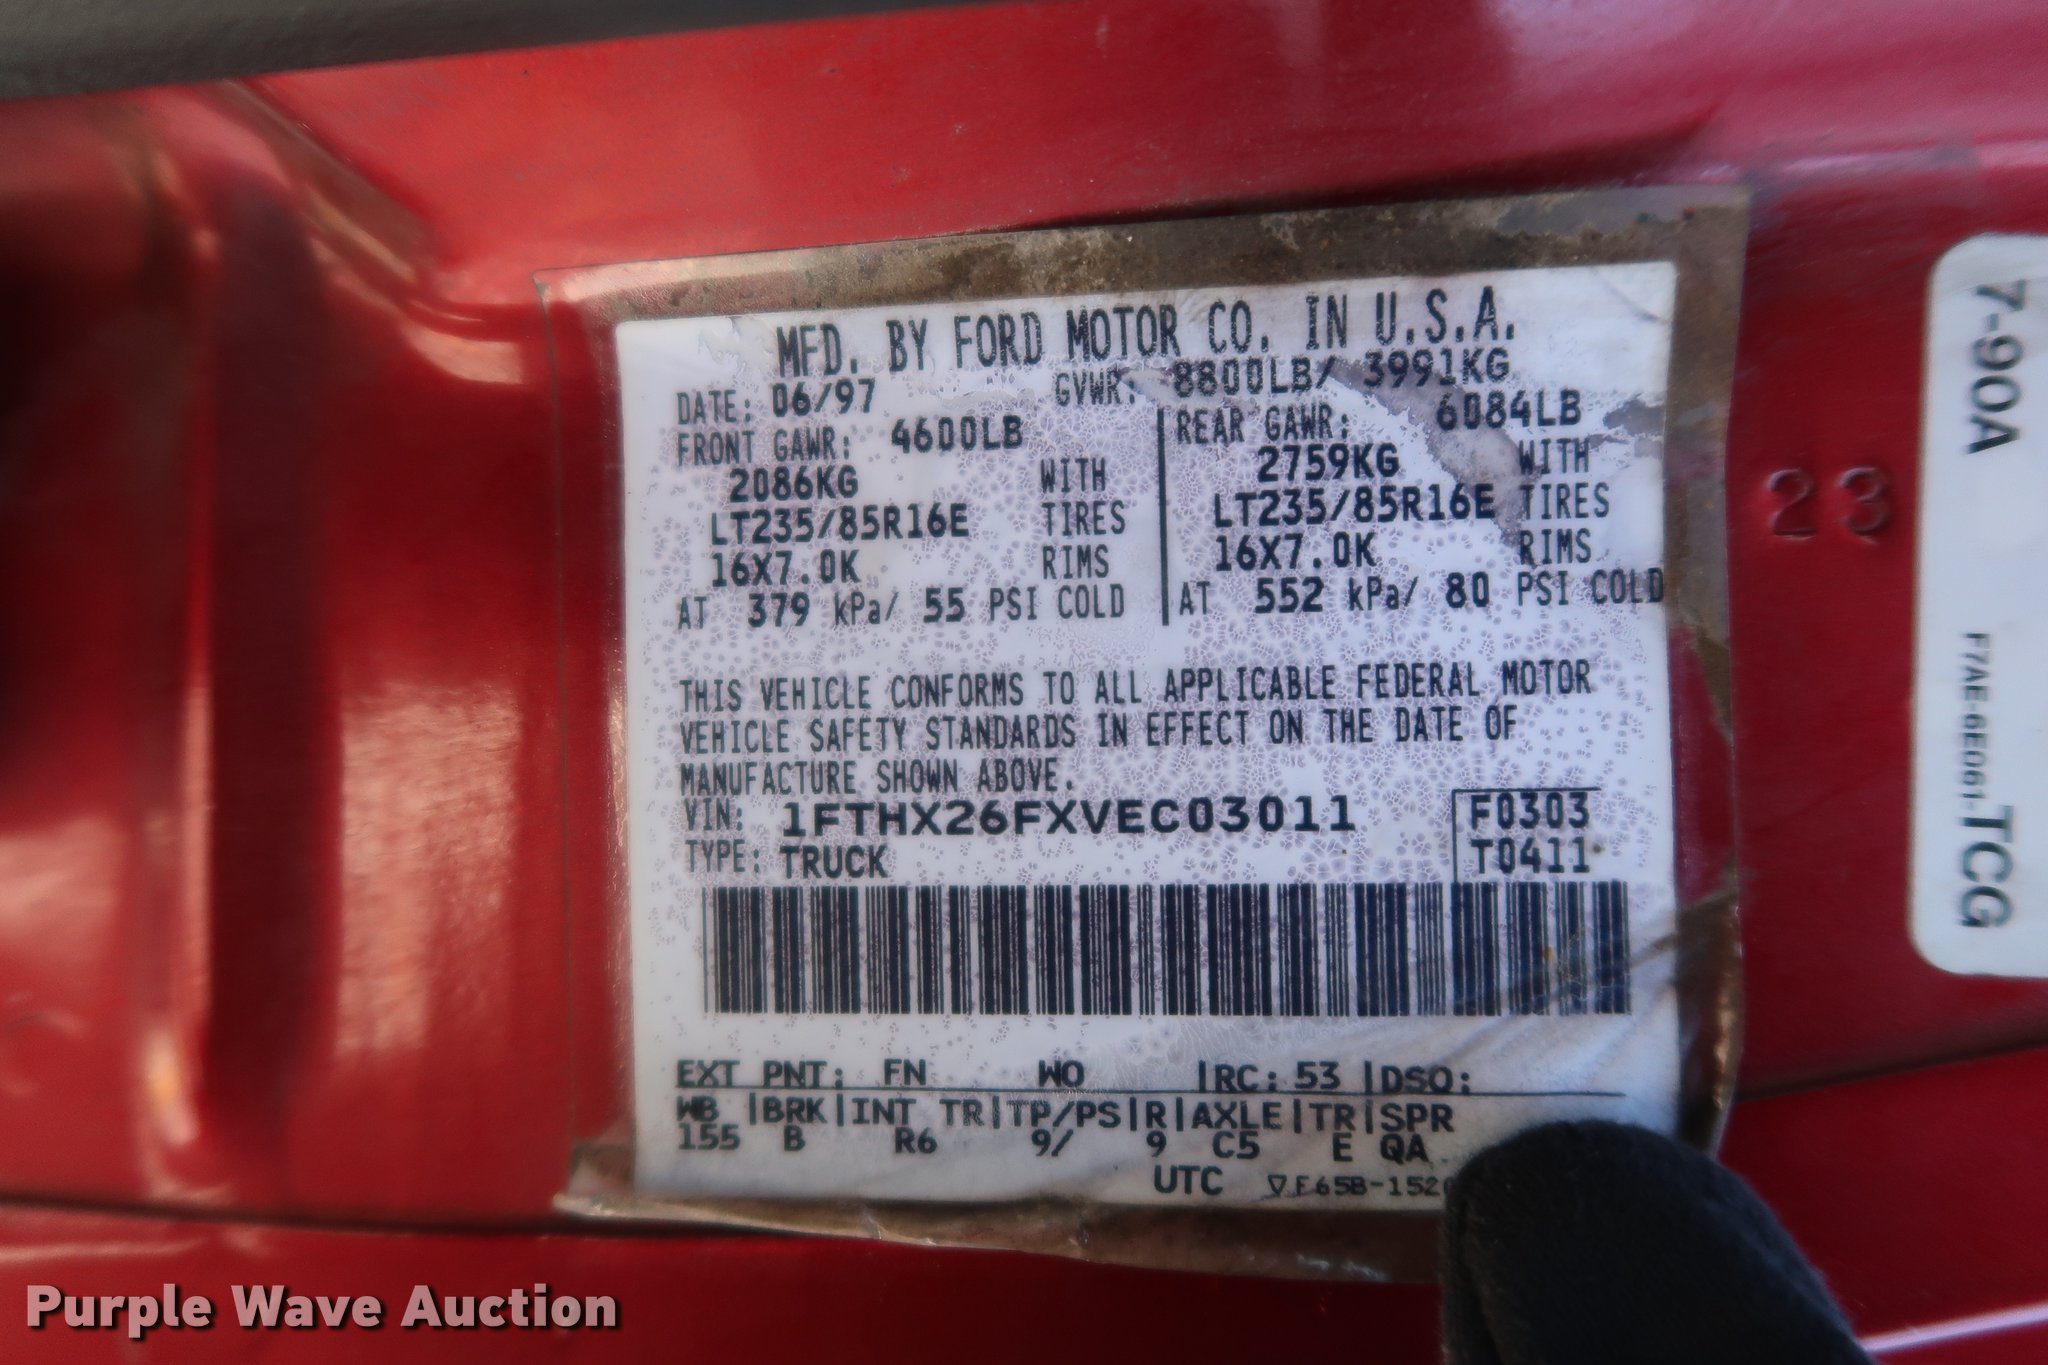 MFD. BY FORD MOTOR CO. IN U.S.A.
DATE: 06/97 GVWR: 8800LB/ 3991KG
FRONT GAWR: 4600LB REAR GAWR: 6084LB
2086KG WITH 2759KG WITH
LT235/85R16E TIRES LT235/85R16E TIRES
16X7.0K RIMS 16X7.0K RIMS
AT 379 kPa/ 55 PSI COLD AT 552 kPa/ 80 PSI COLD
THIS VEHICLE CONFORMS TO ALL APPLICABLE FEDERAL MOTOR
VEHICLE SAFETY STANDARDS IN EFFECT ON THE DATE OF
MANUFACTURE SHOWN ABOVE.
VIN: 1FTHX26FXVEC03011 F0303
TYPE: TRUCK T0411
EXT PNT: FN WO |RC: 53 |DSO:
WB |BRK|INT TR|TP/PS|R|AXLE|TR|SPR
155 B R6 9/ 9 C5 E QA
UTC ▽F65B-152
23
7-90A
F7AE-6E061-TCG
Purple Wave Auction